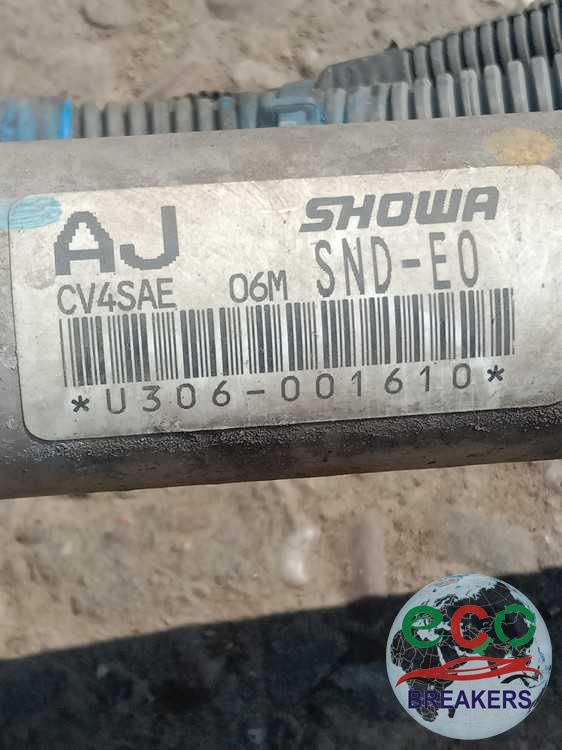 AJ SHOWA
CV4SAE 06M SND-E0
*U306-001610*
eco
BREAKERS